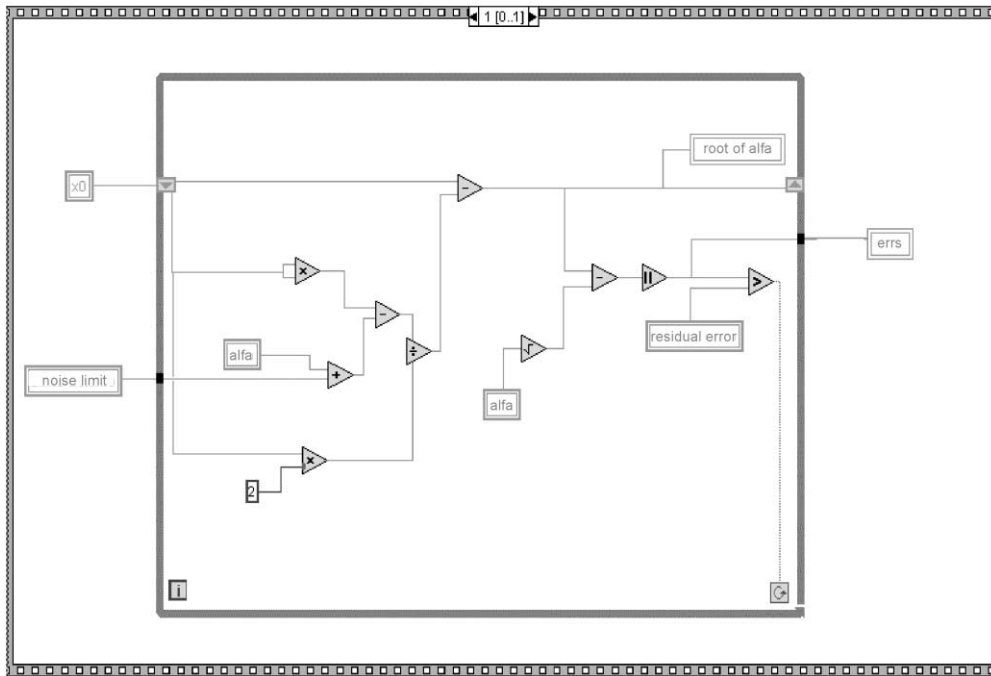 1 [0..1]
root of alfa
x0
errs
×
-
-
-
||
>
residual error
alfa
÷
√
+
noise limit
alfa
×
2
i